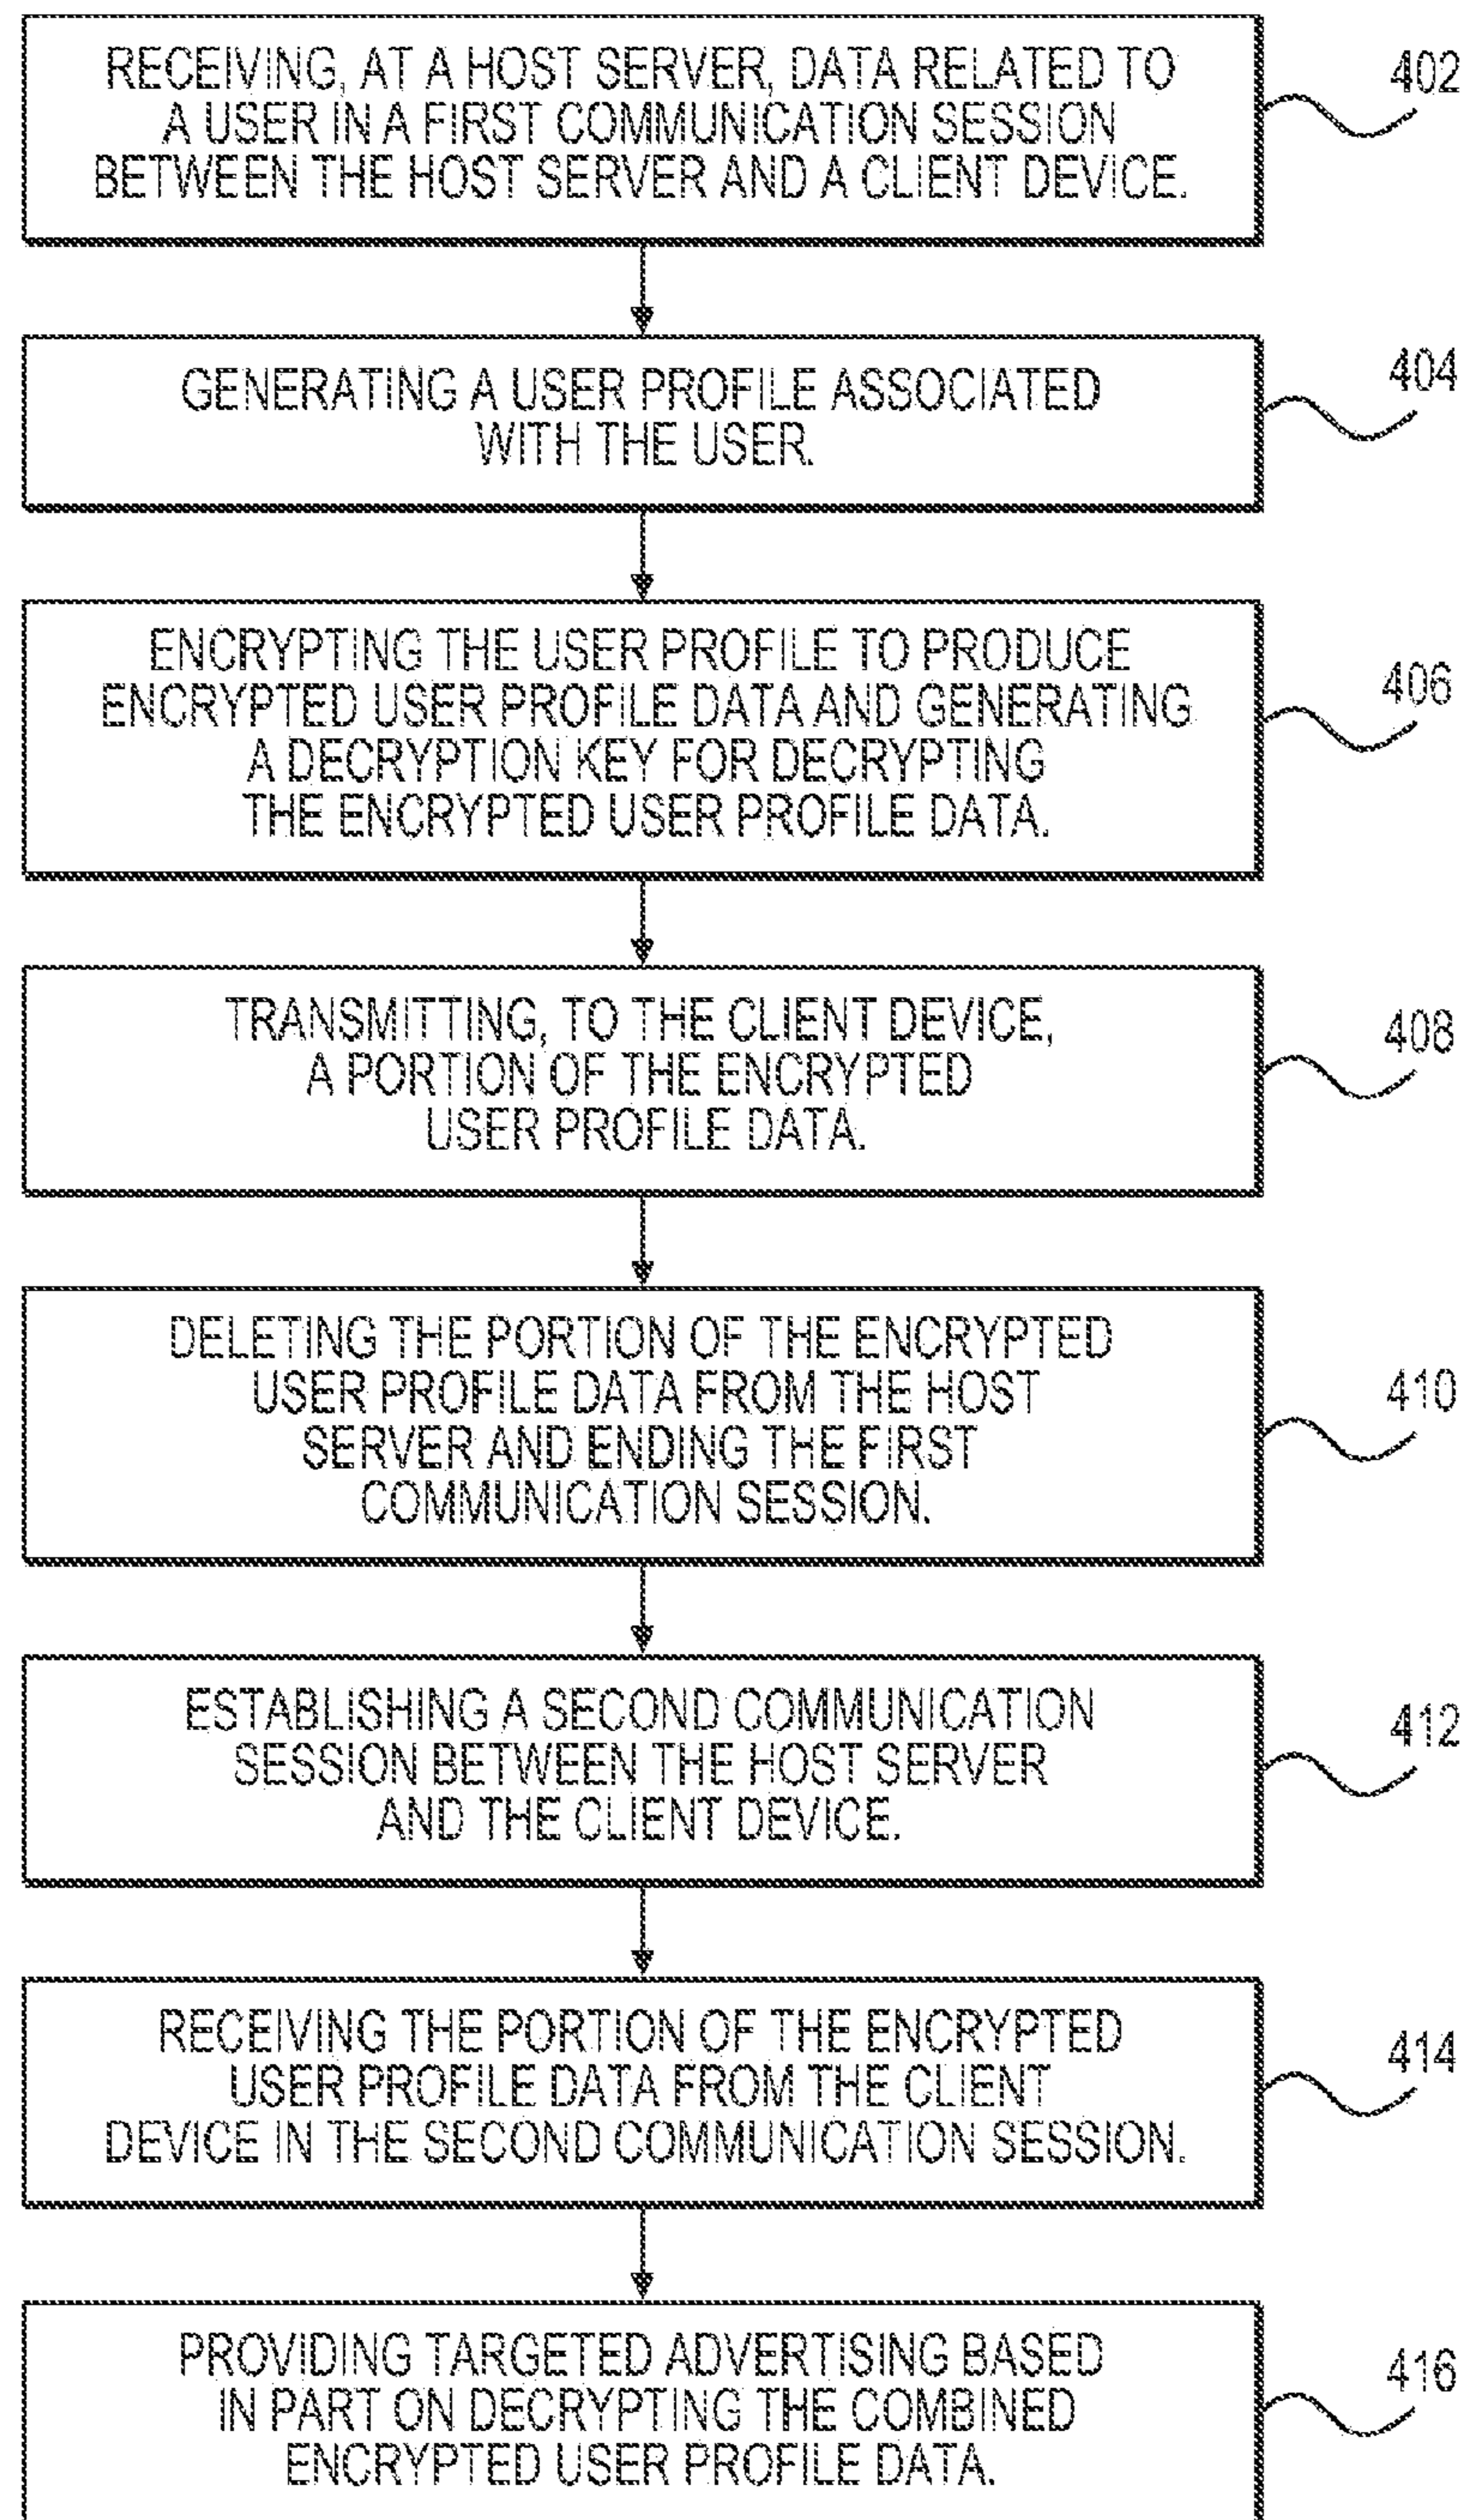 RECEIVING, AT A HOST SERVER, DATA RELATED TO
A USER IN A FIRST COMMUNICATION SESSION
BETWEEN THE HOST SERVER AND A CLIENT DEVICE.
402
GENERATING A USER PROFILE ASSOCIATED
WITH THE USER.
404
ENCRYPTING THE USER PROFILE TO PRODUCE
ENCRYPTED USER PROFILE DATA AND GENERATING
A DECRYPTION KEY FOR DECRYPTING
THE ENCRYPTED USER PROFILE DATA.
406
TRANSMITTING, TO THE CLIENT DEVICE,
A PORTION OF THE ENCRYPTED
USER PROFILE DATA.
408
DELETING THE PORTION OF THE ENCRYPTED
USER PROFILE DATA FROM THE HOST
SERVER AND ENDING THE FIRST
COMMUNICATION SESSION.
410
ESTABLISHING A SECOND COMMUNICATION
SESSION BETWEEN THE HOST SERVER
AND THE CLIENT DEVICE.
412
RECEIVING THE PORTION OF THE ENCRYPTED
USER PROFILE DATA FROM THE CLIENT
DEVICE IN THE SECOND COMMUNICATION SESSION.
414
PROVIDING TARGETED ADVERTISING BASED
IN PART ON DECRYPTING THE COMBINED
ENCRYPTED USER PROFILE DATA.
416